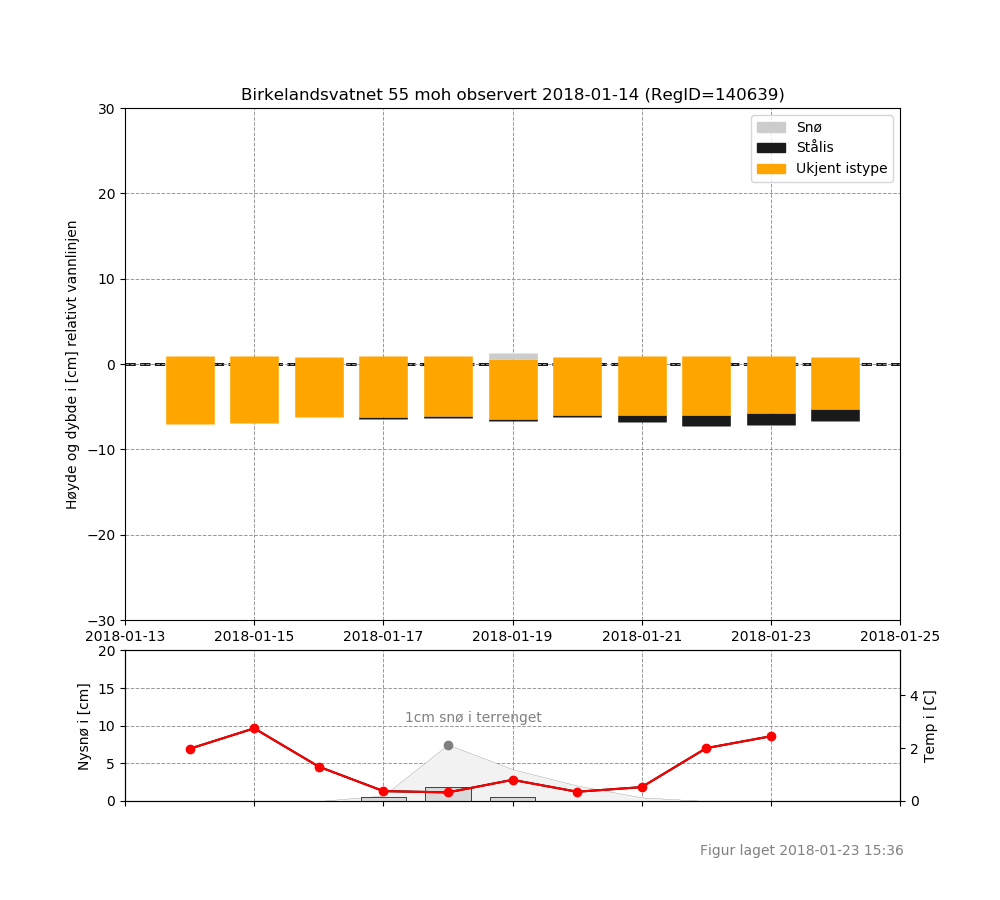 Birkelandsvatnet 55 moh observert 2018-01-14 (RegID=140639)
Snø
Stålis
Ukjent istype
Høyde og dybde i [cm] relativt vannlinjen
30
20
10
0
−10
−20
−30
2018-01-13 2018-01-15 2018-01-17 2018-01-19 2018-01-21 2018-01-23 2018-01-25
Nysnø i [cm]
20
15
10
5
0
1cm snø i terrenget
4
2
0
Temp i [C]
Figur laget 2018-01-23 15:36